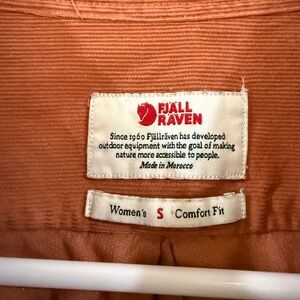 FJÄLL
RÄVEN
Since 1960 Fjällräven has developed
outdoor equipment with the goal of making
nature more accessible to people.
Made in Morocco
Women's S Comfort Fit